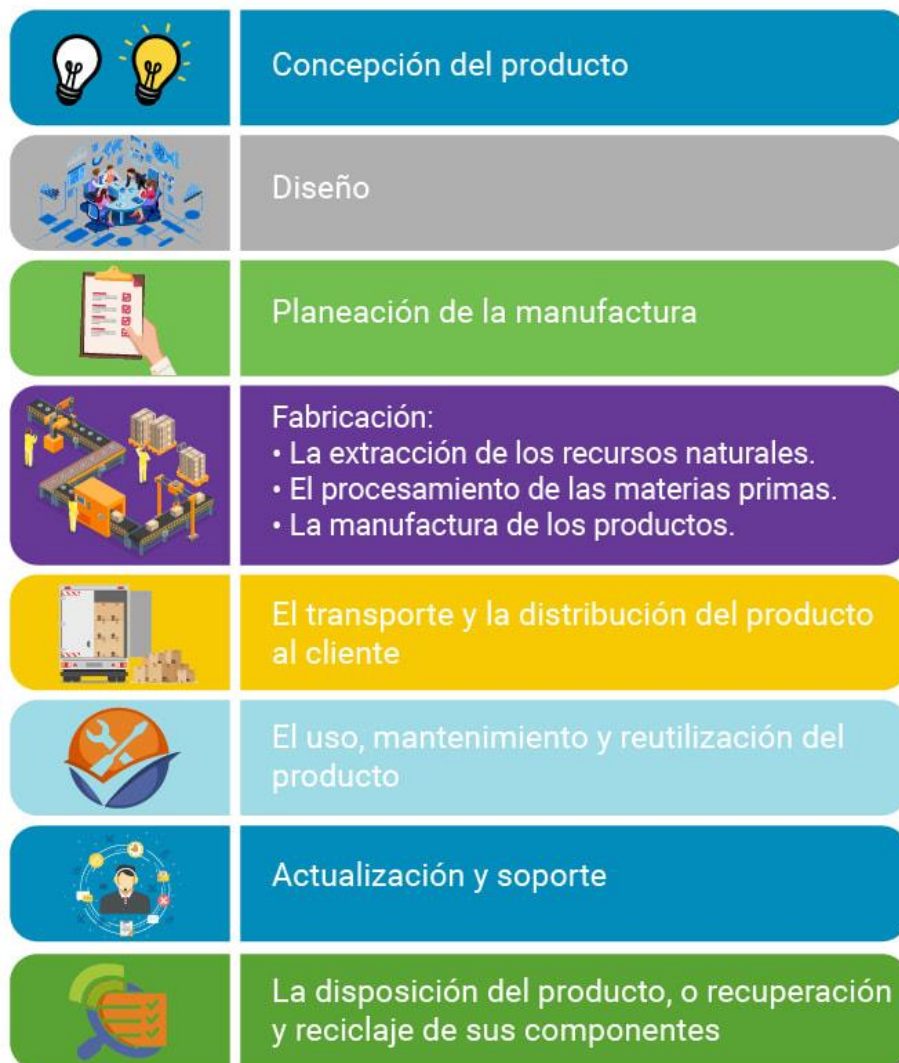 Concepción del producto
Diseño
Planeación de la manufactura
Fabricación:
• La extracción de los recursos naturales.
• El procesamiento de las materias primas.
• La manufactura de los productos.
El transporte y la distribución del producto
al cliente
El uso, mantenimiento y reutilización del
producto
Actualización y soporte
La disposición del producto, o recuperación
y reciclaje de sus componentes